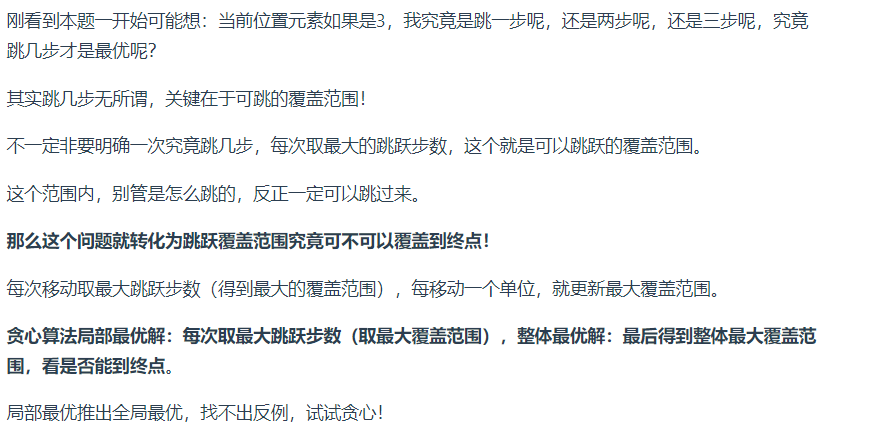 刚看到本题一开始可能想：当前位置元素如果是3，我究竟是跳一步呢，还是两步呢，还是三步呢，究竟
跳几步才是最优呢？
其实跳几步无所谓，关键在于可跳的覆盖范围！
不一定非要明确一次究竟跳几步，每次取最大的跳跃步数，这个就是可以跳跃的覆盖范围。
这个范围内，别管是怎么跳的，反正一定可以跳过来。
那么这个问题就转化为跳跃覆盖范围究竟可不可以覆盖到终点！
每次移动取最大跳跃步数（得到最大的覆盖范围），每移动一个单位，就更新最大覆盖范围。
贪心算法局部最优解：每次取最大跳跃步数（取最大覆盖范围），整体最优解：最后得到整体最大覆盖范
围，看是否能到终点。
局部最优推出全局最优，找不出反例，试试贪心！